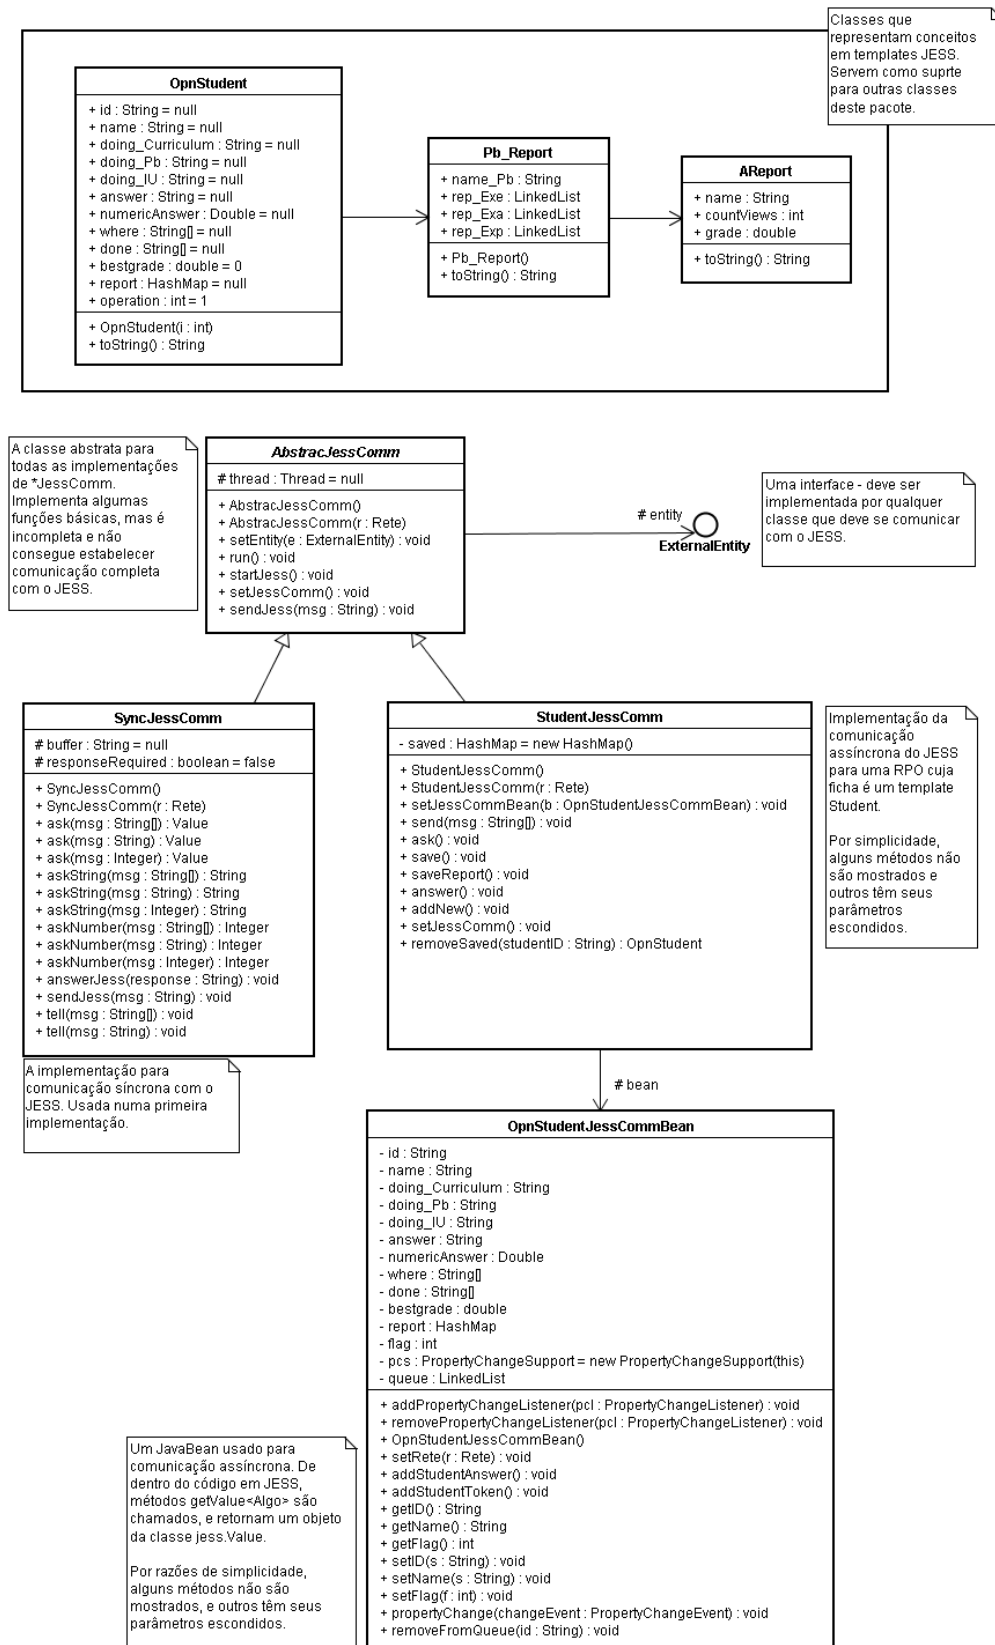 Classes que
representam conceitos
em templates JESS.
Servem como suprte
para outras classes
deste pacote.
OpnStudent
+ id : String = null
+ name : String = null
+ doing_Curriculum : String = null
+ doing_Pb : String = null
+ doing_IU : String = null
+ answer : String = null
+ numericAnswer : Double = null
+ where : String[] = null
+ done : String[] = null
+ bestgrade : double = 0
+ report : HashMap = null
+ operation : int = 1
+ OpnStudent(i : int)
+ toString() : String
Pb_Report
+ name_Pb : String
+ rep_Exe : LinkedList
+ rep_Exa : LinkedList
+ rep_Exp : LinkedList
+ Pb_Report()
+ toString() : String
AReport
+ name : String
+ countViews : int
+ grade : double
+ toString() : String
A classe abstrata para
todas as implementações
de *JessComm.
Implementa algumas
funções básicas, mas é
incompleta e não
consegue estabelecer
comunicação completa
com o JESS.
AbstracJessComm
# thread : Thread = null
+ AbstracJessComm()
+ AbstracJessComm(r : Rete)
+ setEntity(e : ExternalEntity) : void
+ run() : void
+ startJess() : void
+ setJessComm() : void
+ sendJess(msg : String) : void
# entity
ExternalEntity
Uma interface - deve ser
implementada por qualquer
classe que deve se comunicar
com o JESS.
SyncJessComm
# buffer : String = null
# responseRequired : boolean = false
+ SyncJessComm()
+ SyncJessComm(r : Rete)
+ ask(msg : String[]) : Value
+ ask(msg : String) : Value
+ ask(msg : Integer) : Value
+ askString(msg : String[]) : String
+ askString(msg : String) : String
+ askString(msg : Integer) : String
+ askNumber(msg : String[]) : Integer
+ askNumber(msg : String) : Integer
+ askNumber(msg : Integer) : Integer
+ answerJess(response : String) : void
+ sendJess(msg : String) : void
+ tell(msg : String[]) : void
+ tell(msg : String) : void
StudentJessComm
- saved : HashMap = new HashMap()
+ StudentJessComm()
+ StudentJessComm(r : Rete)
+ setJessCommBean(b : OpnStudentJessCommBean) : void
+ send(msg : String[]) : void
+ ask() : void
+ save() : void
+ saveReport() : void
+ answer() : void
+ addNew() : void
+ setJessComm() : void
+ removeSaved(studentID : String) : OpnStudent
Implementação da
comunicação
assíncrona do JESS
para uma RPO cuja
ficha é um template
Student.
Por simplicidade,
alguns métodos não
são mostrados e
outros têm seus
parâmetros
escondidos.
A implementação para
comunicação síncrona com o
JESS. Usada numa primeira
implementação.
# bean
OpnStudentJessCommBean
- id : String
- name : String
- doing_Curriculum : String
- doing_Pb : String
- doing_IU : String
- answer : String
- numericAnswer : Double
- where : String[]
- done : String[]
- bestgrade : double
- report : HashMap
- flag : int
- pcs : PropertyChangeSupport = new PropertyChangeSupport(this)
- queue : LinkedList
+ addPropertyChangeListener(pcl : PropertyChangeListener) : void
+ removePropertyChangeListener(pcl : PropertyChangeListener) : void
+ OpnStudentJessCommBean()
+ setRete(r : Rete) : void
+ addStudentAnswer() : void
+ addStudentToken() : void
+ getID() : String
+ getName() : String
+ getFlag() : int
+ setID(s : String) : void
+ setName(s : String) : void
+ setFlag(f : int) : void
+ propertyChange(changeEvent : PropertyChangeEvent) : void
+ removeFromQueue(id : String) : void
Um JavaBean usado para
comunicação assíncrona. De
dentro do código em JESS,
métodos getValue<Algo> são
chamados, e retornam um objeto
da classe jess.Value.
Por razões de simplicidade,
alguns métodos não são
mostrados, e outros têm seus
parâmetros escondidos.